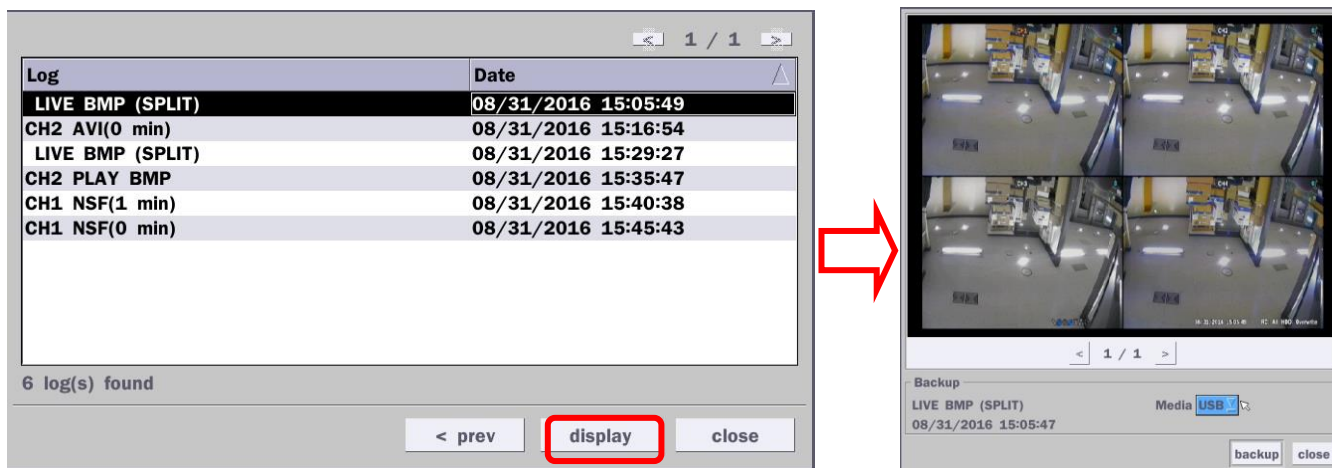 < 1 / 1 >
Log Date
LIVE BMP (SPLIT) 08/31/2016 15:05:49
CH2 AVI(0 min) 08/31/2016 15:16:54
LIVE BMP (SPLIT) 08/31/2016 15:29:27
CH2 PLAY BMP 08/31/2016 15:35:47
CH1 NSF(1 min) 08/31/2016 15:40:38
CH1 NSF(0 min) 08/31/2016 15:45:43
6 log(s) found
< prev display close
CH1 CH2
CH3 CH4
< 1 / 1 >
Backup
LIVE BMP (SPLIT) Media USB
08/31/2016 15:05:47
backup close